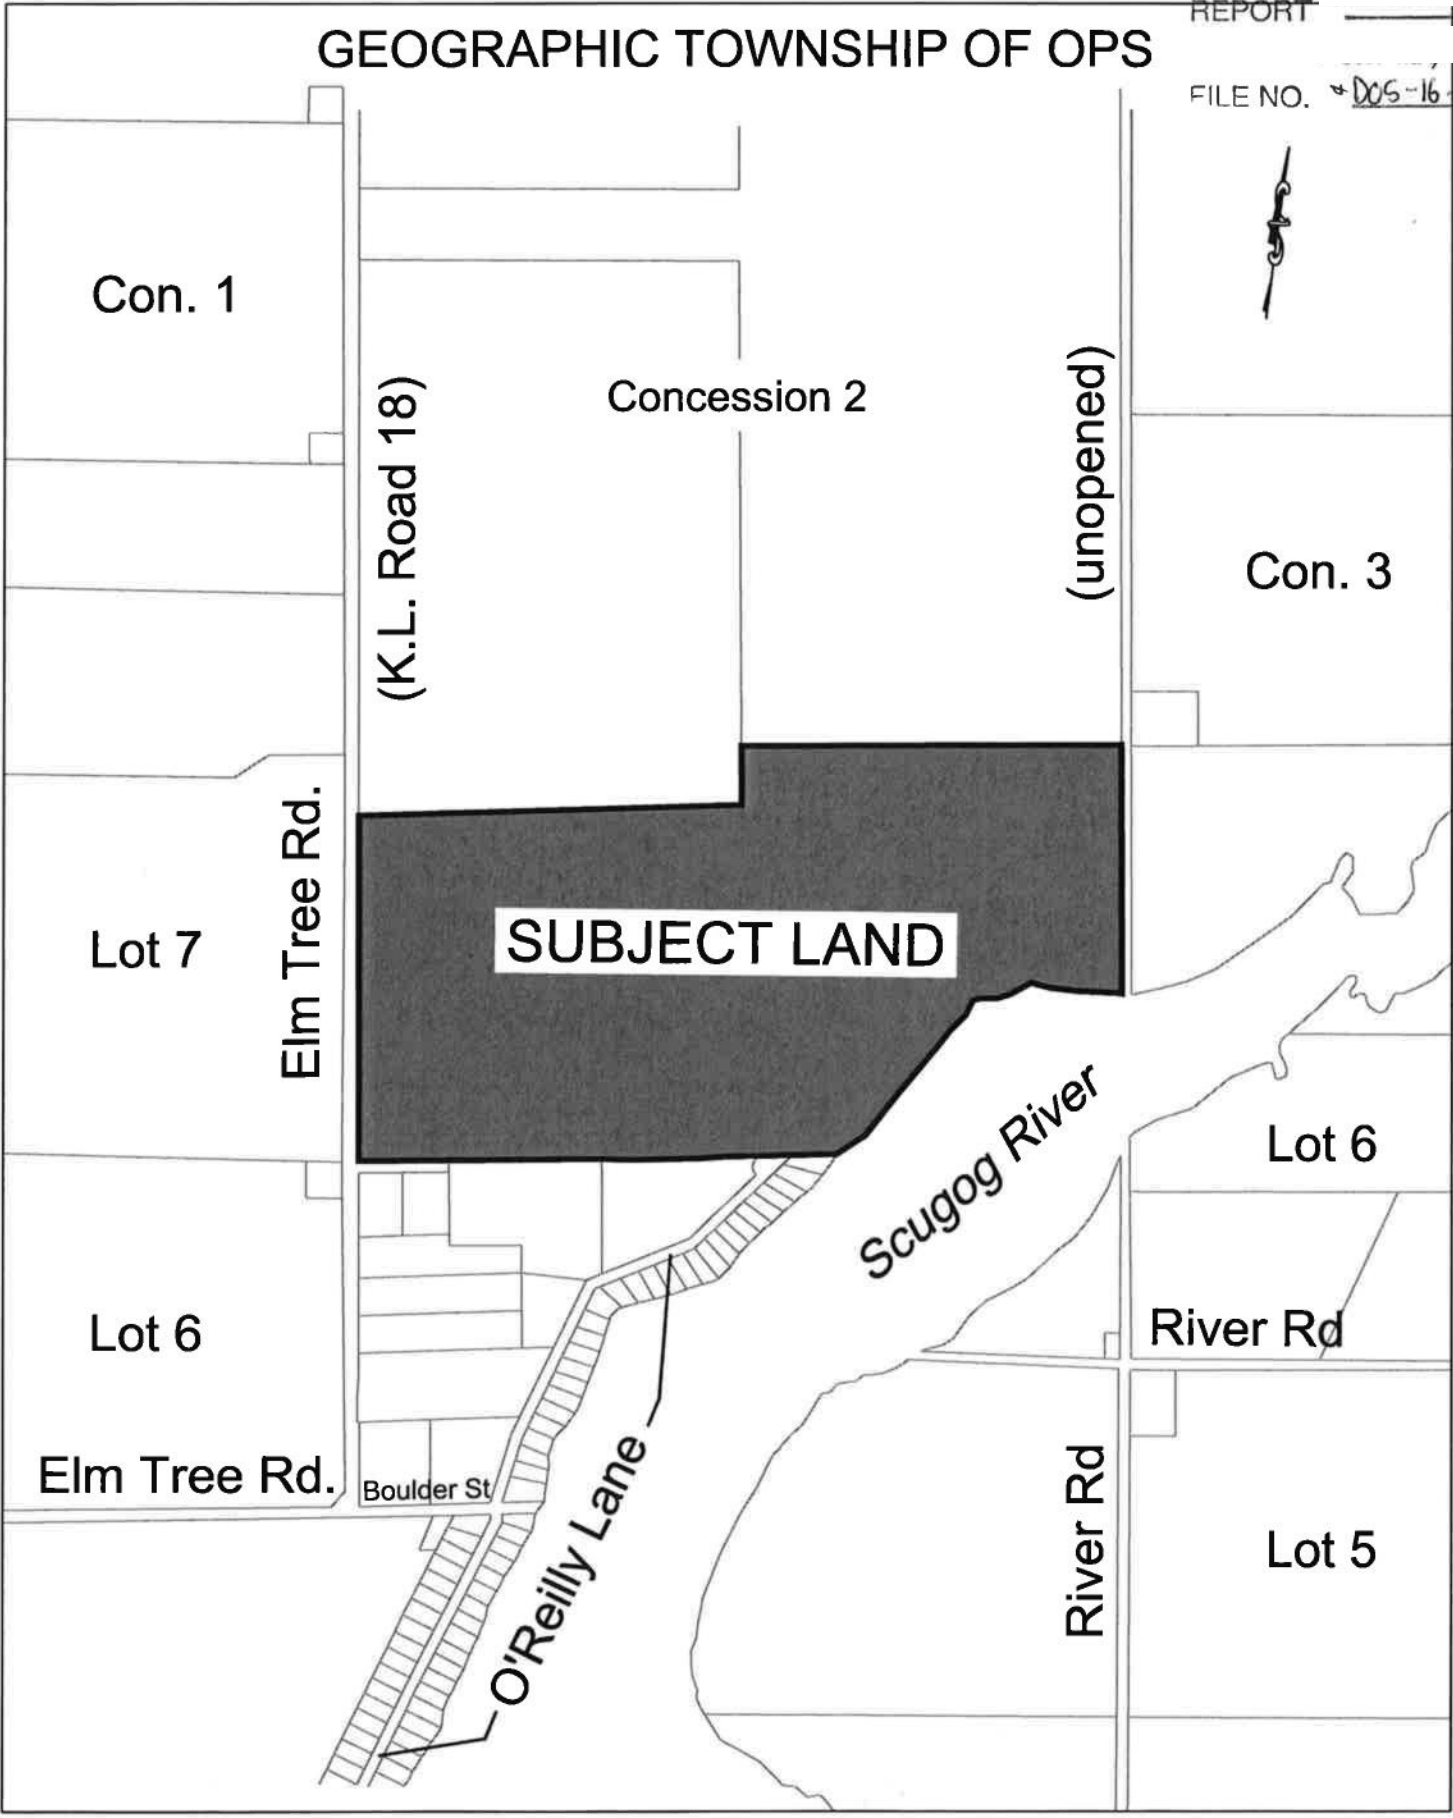 REPORT
GEOGRAPHIC TOWNSHIP OF OPS
FILE NO. DOS-16
Con. 1
(K.L. Road 18)
Concession 2
(unopened)
Con. 3
Elm Tree Rd.
Lot 7
SUBJECT LAND
Scugog River
Lot 6
Lot 6
River Rd
Elm Tree Rd.
Boulder St
O'Reilly Lane
River Rd
Lot 5